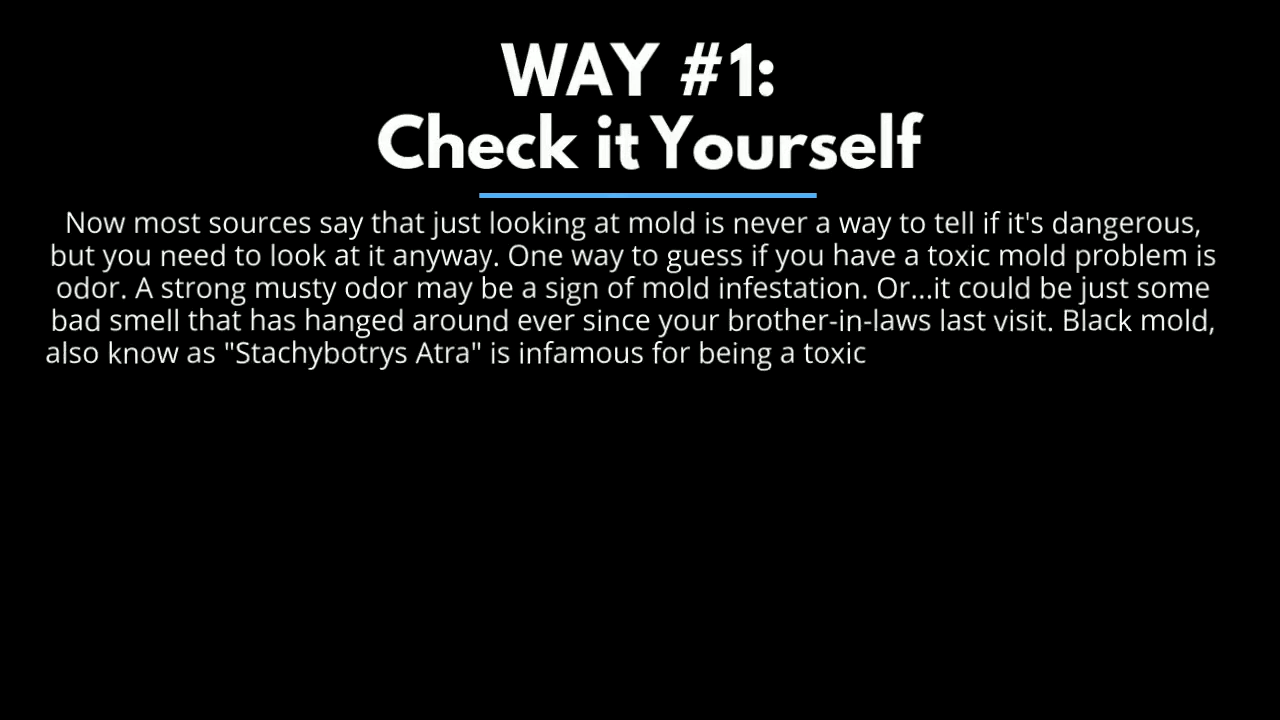 WAY #1:
Check it Yourself
Now most sources say that just looking at mold is never a way to tell if it's dangerous,
but you need to look at it anyway. One way to guess if you have a toxic mold problem is
odor. A strong musty odor may be a sign of mold infestation. Or...it could be just some
bad smell that has hanged around ever since your brother-in-laws last visit. Black mold,
also know as "Stachybotrys Atra" is infamous for being a toxic